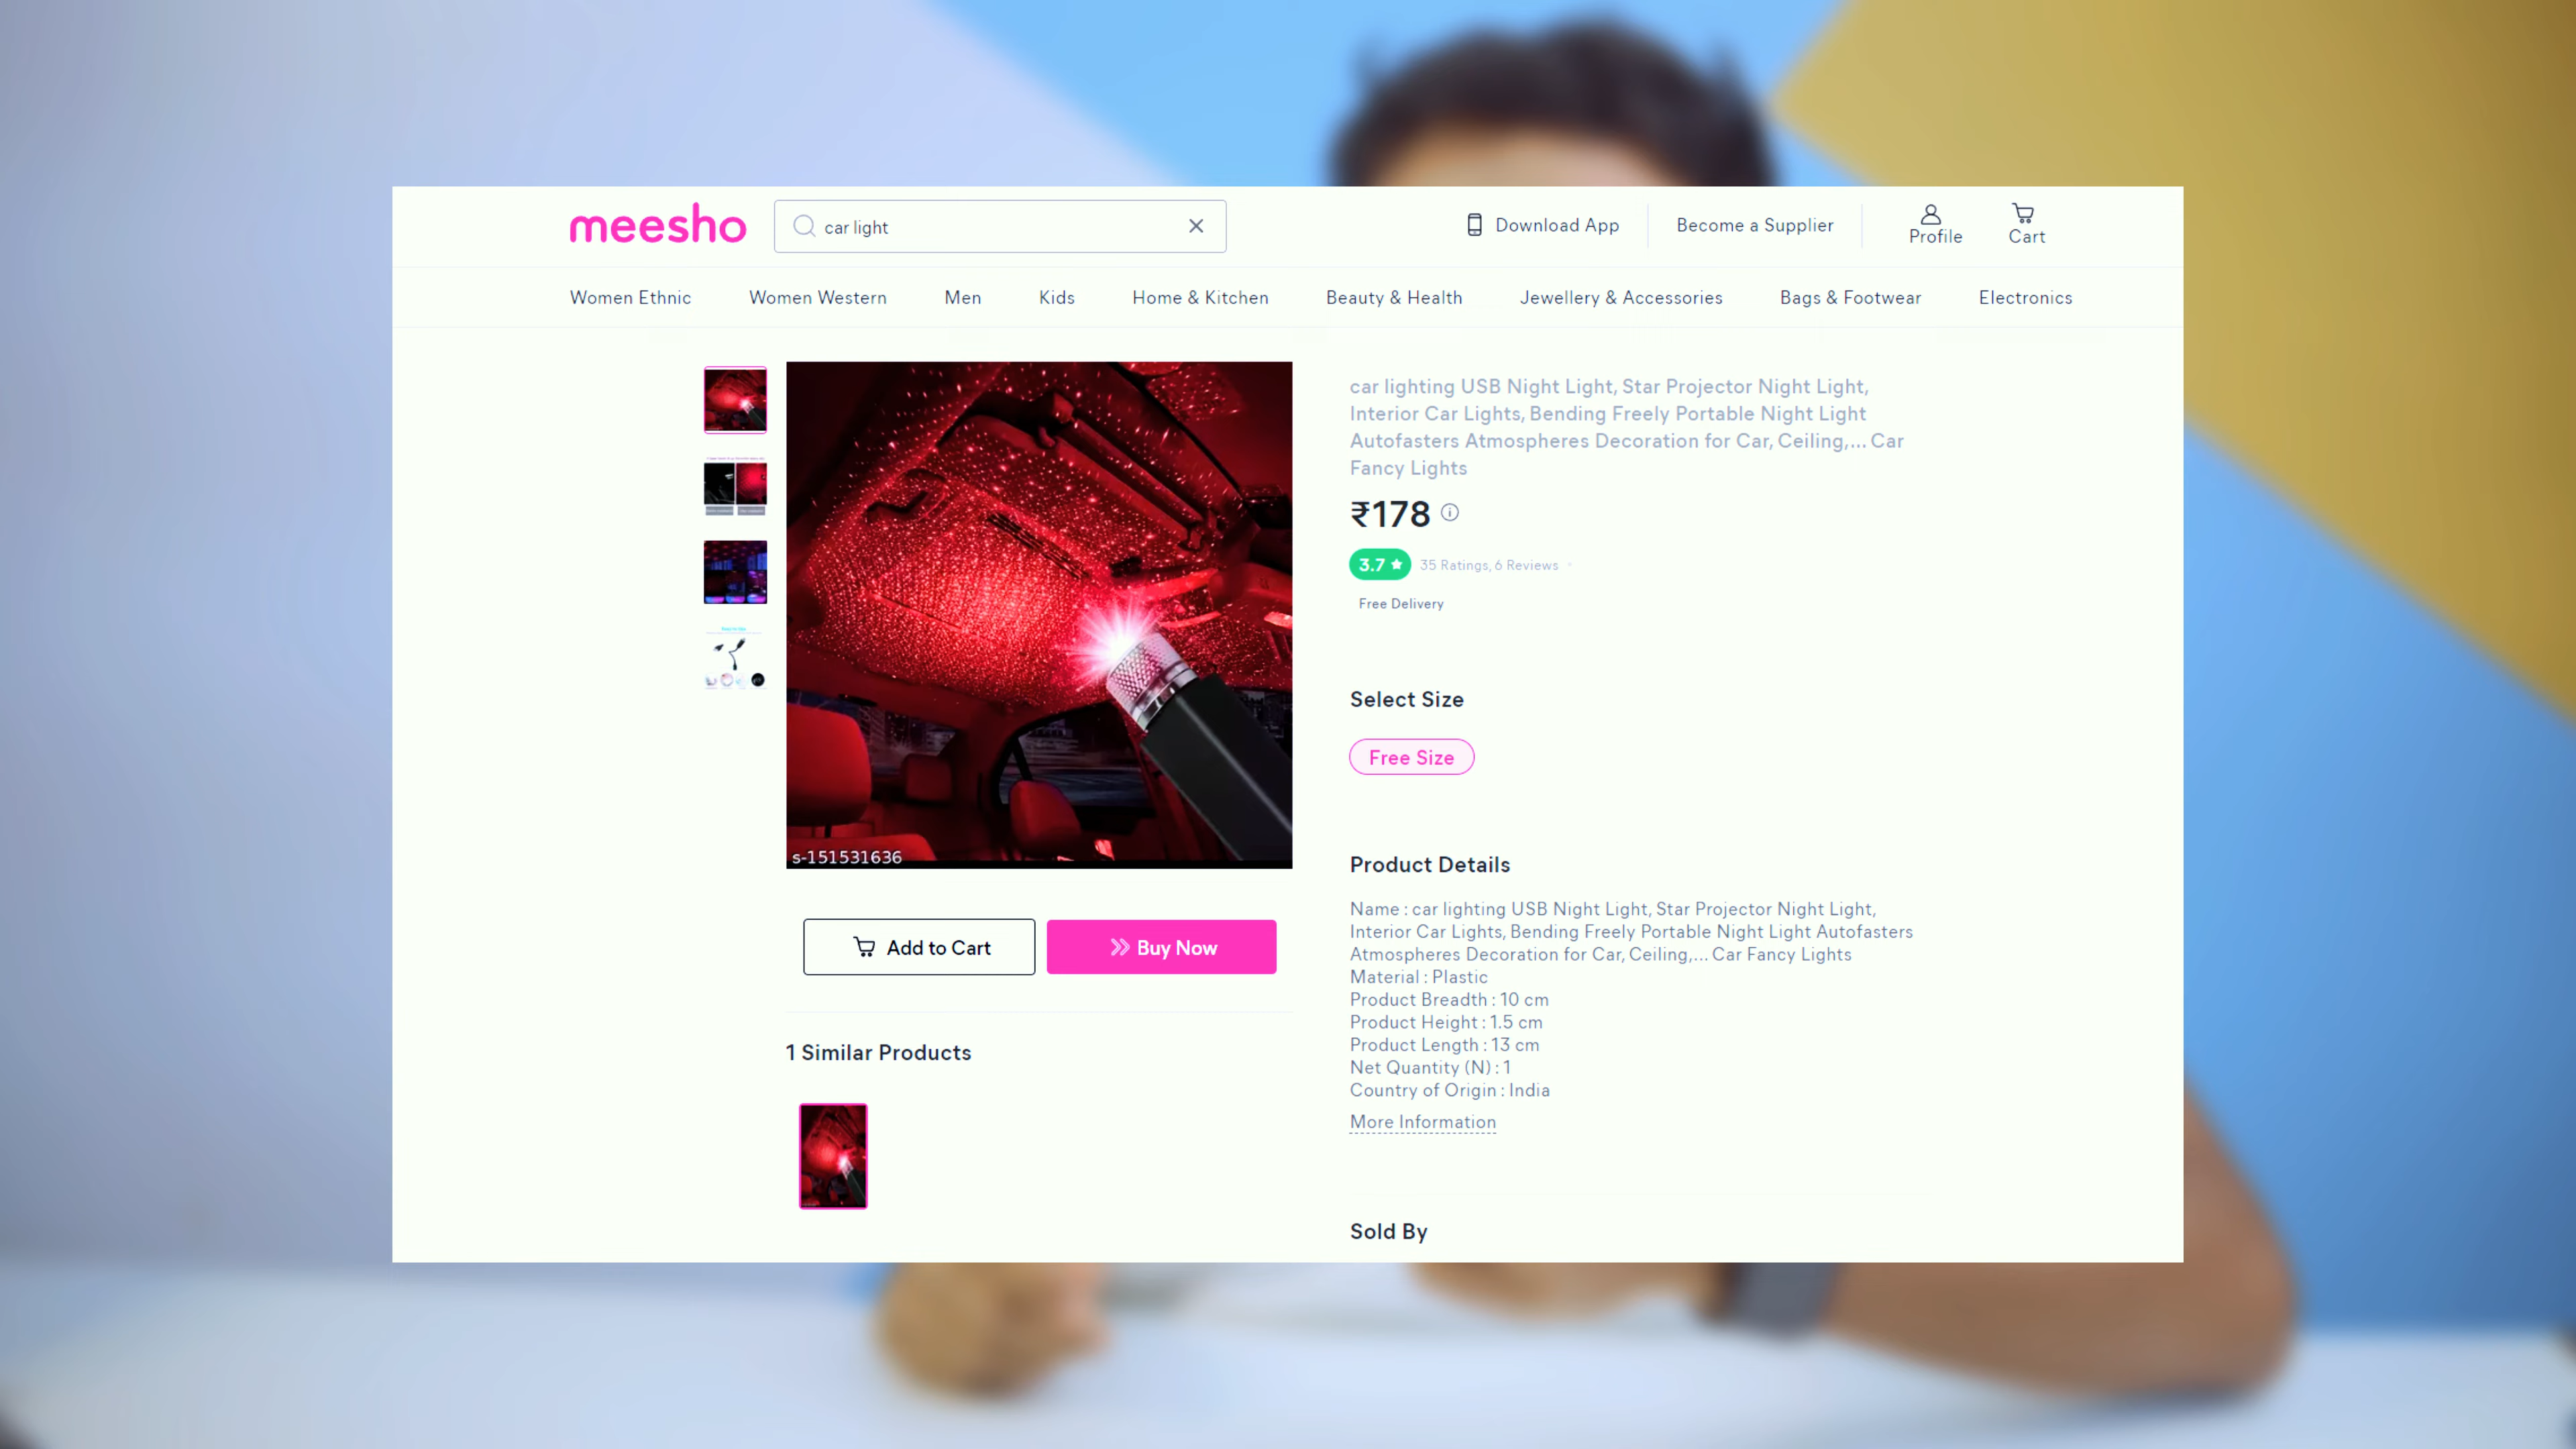 meesho
car light
Download App
Become a Supplier
Profile
Cart
Women Ethnic
Women Western
Men
Kids
Home & Kitchen
Beauty & Health
Jewellery & Accessories
Bags & Footwear
Electronics
s-151531636
Add to Cart
Buy Now
1 Similar Products
car lighting USB Night Light, Star Projector Night Light,
Interior Car Lights, Bending Freely Portable Night Light
Autofasters Atmospheres Decoration for Car, Ceiling,... Car
Fancy Lights
₹178
3.7
35 Ratings, 6 Reviews
Free Delivery
Select Size
Free Size
Product Details
Name : car lighting USB Night Light, Star Projector Night Light,
Interior Car Lights, Bending Freely Portable Night Light Autofasters
Atmospheres Decoration for Car, Ceiling,... Car Fancy Lights
Material : Plastic
Product Breadth : 10 cm
Product Height : 1.5 cm
Product Length : 13 cm
Net Quantity (N) : 1
Country of Origin : India
More Information
Sold By